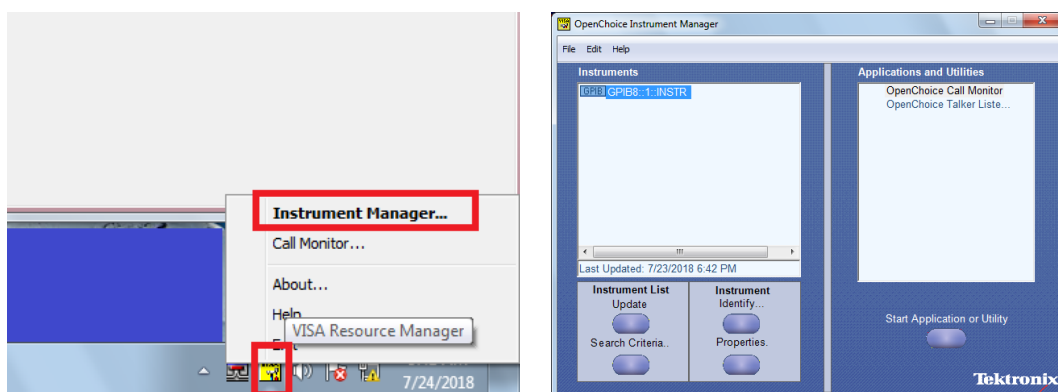 Instrument Manager...
Call Monitor...
About...
Help
VISA Resource Manager
7/24/2018
OpenChoice Instrument Manager
File Edit Help
Instruments
GPIB GPIB8::1::INSTR
Last Updated: 7/23/2018 6:42 PM
Instrument List
Update
Search Criteria..
Instrument
Identify...
Properties.
Applications and Utilities
OpenChoice Call Monitor
OpenChoice Talker Liste...
Start Application or Utility
Tektronix